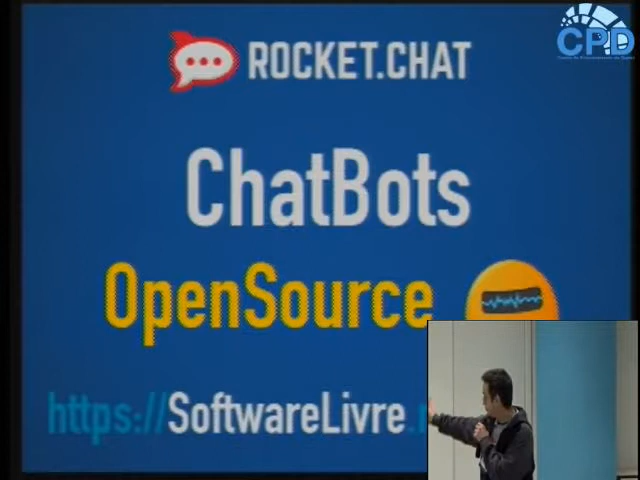 CPD
ROCKET.CHAT
ChatBots
OpenSource
https://SoftwareLivre.